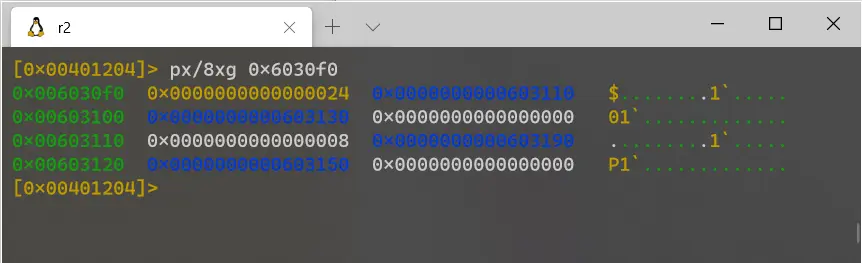 r2
[0x00401204]> px/8xg 0x6030f0
0x006030f0  0x0000000000000024  0x0000000000603110   $........1`.....
0x00603100  0x0000000000603130  0x0000000000000000   01`.............
0x00603110  0x0000000000000008  0x0000000000603190   .........1`.....
0x00603120  0x0000000000603150  0x0000000000000000   P1`.............
[0x00401204]>